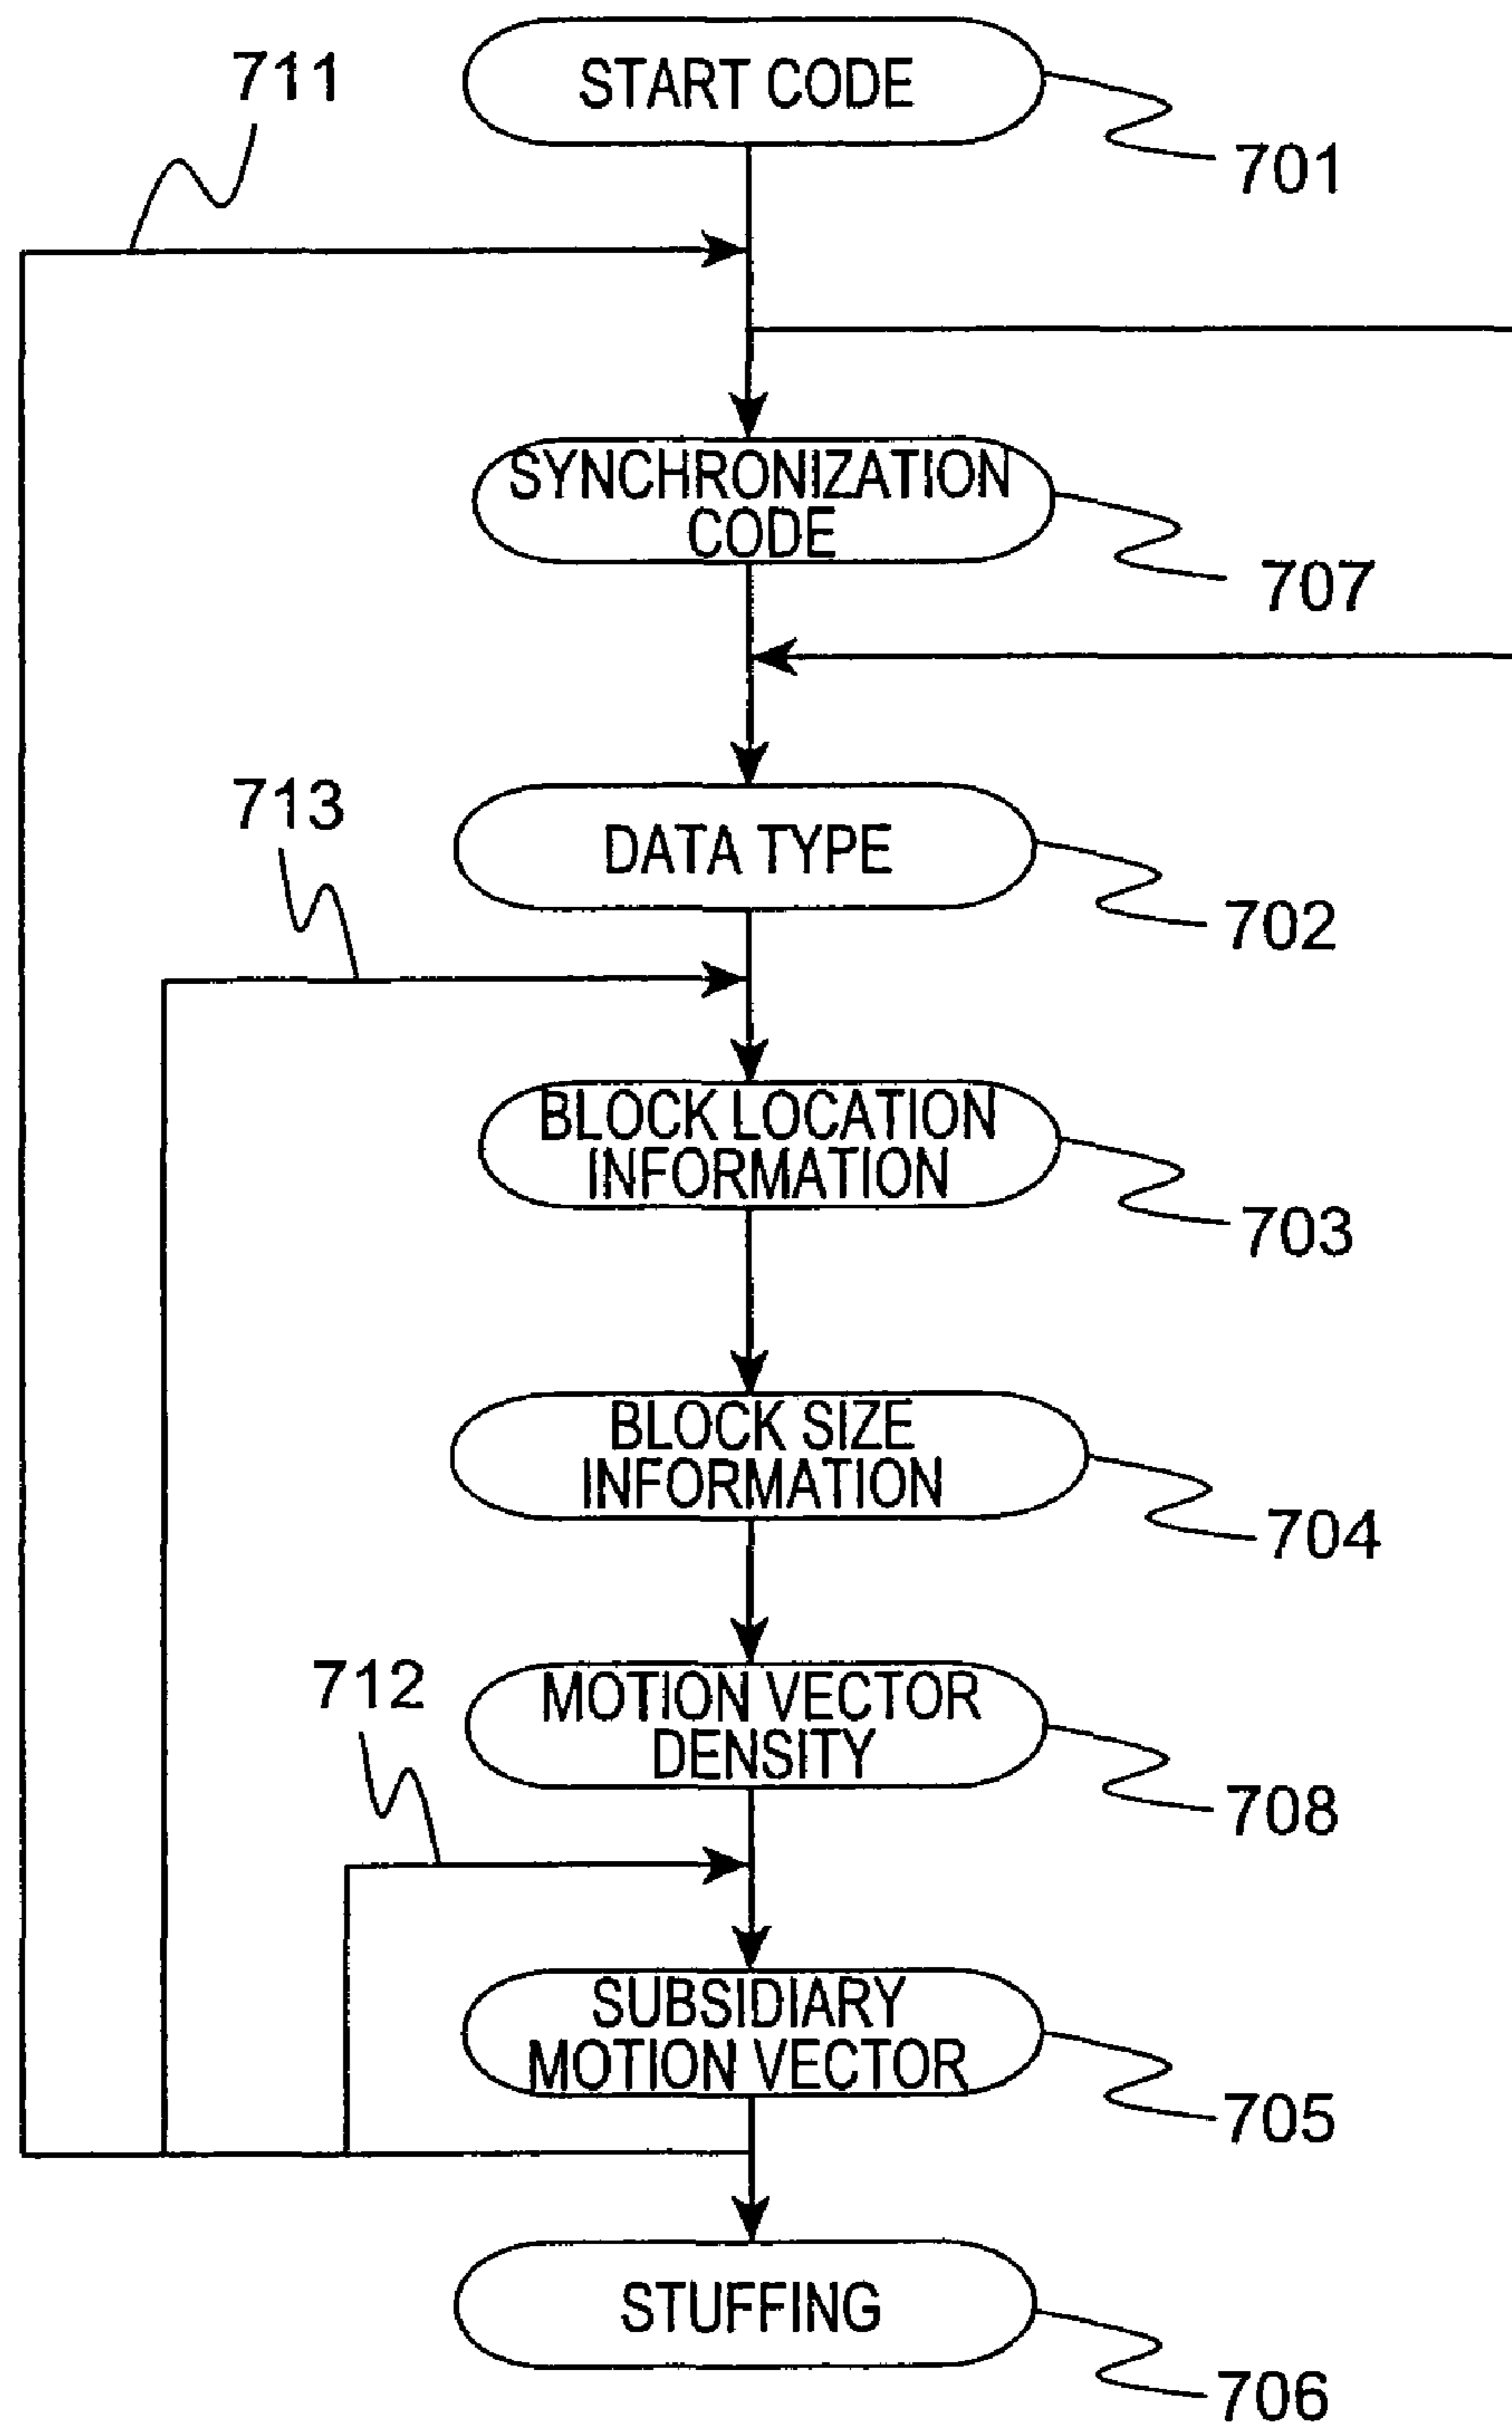 711
START CODE
701
SYNCHRONIZATION
CODE
707
713
DATA TYPE
702
BLOCK LOCATION
INFORMATION
703
BLOCK SIZE
INFORMATION
704
712
MOTION VECTOR
DENSITY
708
SUBSIDIARY
MOTION VECTOR
705
STUFFING
706